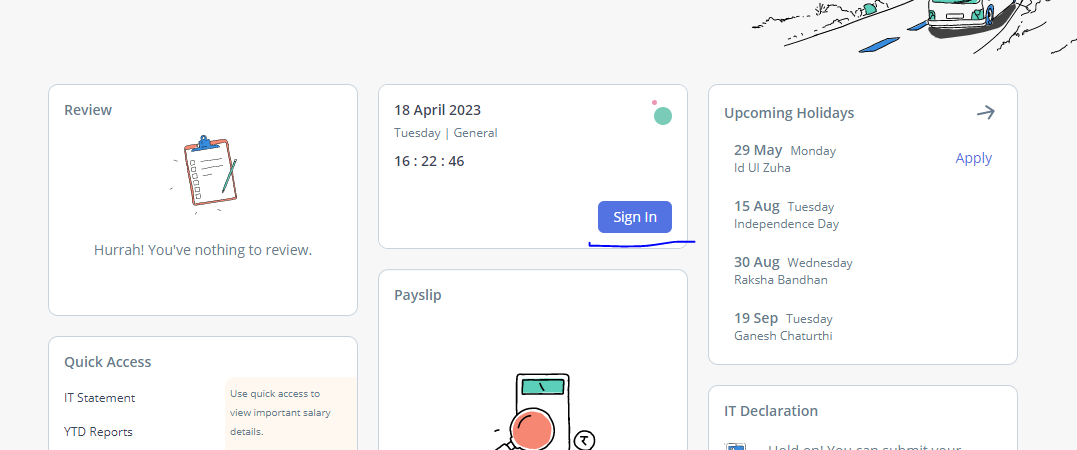 Review
Hurrah! You've nothing to review.
Quick Access
IT Statement
YTD Reports
Use quick access to
view important salary
details.
18 April 2023
Tuesday | General
16 : 22 : 46
Sign In
Payslip
₹
Upcoming Holidays
29 May Monday
Id Ul Zuha
Apply
15 Aug Tuesday
Independence Day
30 Aug Wednesday
Raksha Bandhan
19 Sep Tuesday
Ganesh Chaturthi
IT Declaration
Hold on! You can submit your